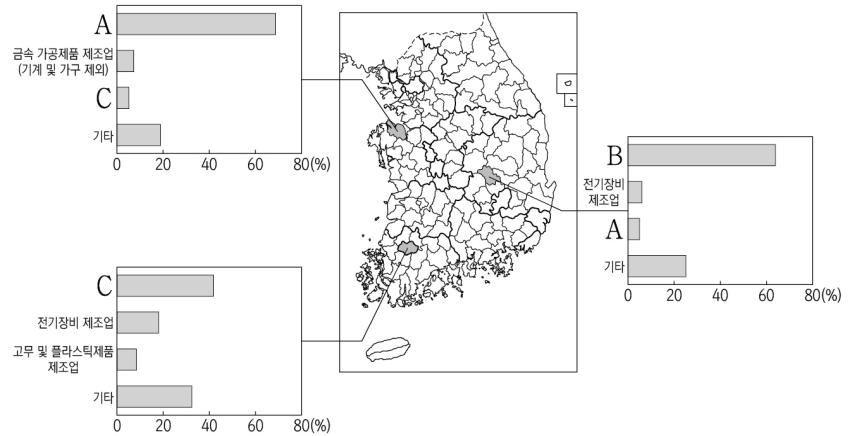 A
금속 가공제품 제조업
(기계 및 가구 제외)
C
기타
0 20 40 60 80(%)
B
전기장비
제조업
A
기타
0 20 40 60 80(%)
C
전기장비 제조업
고무 및 플라스틱제품
제조업
기타
0 20 40 60 80(%)